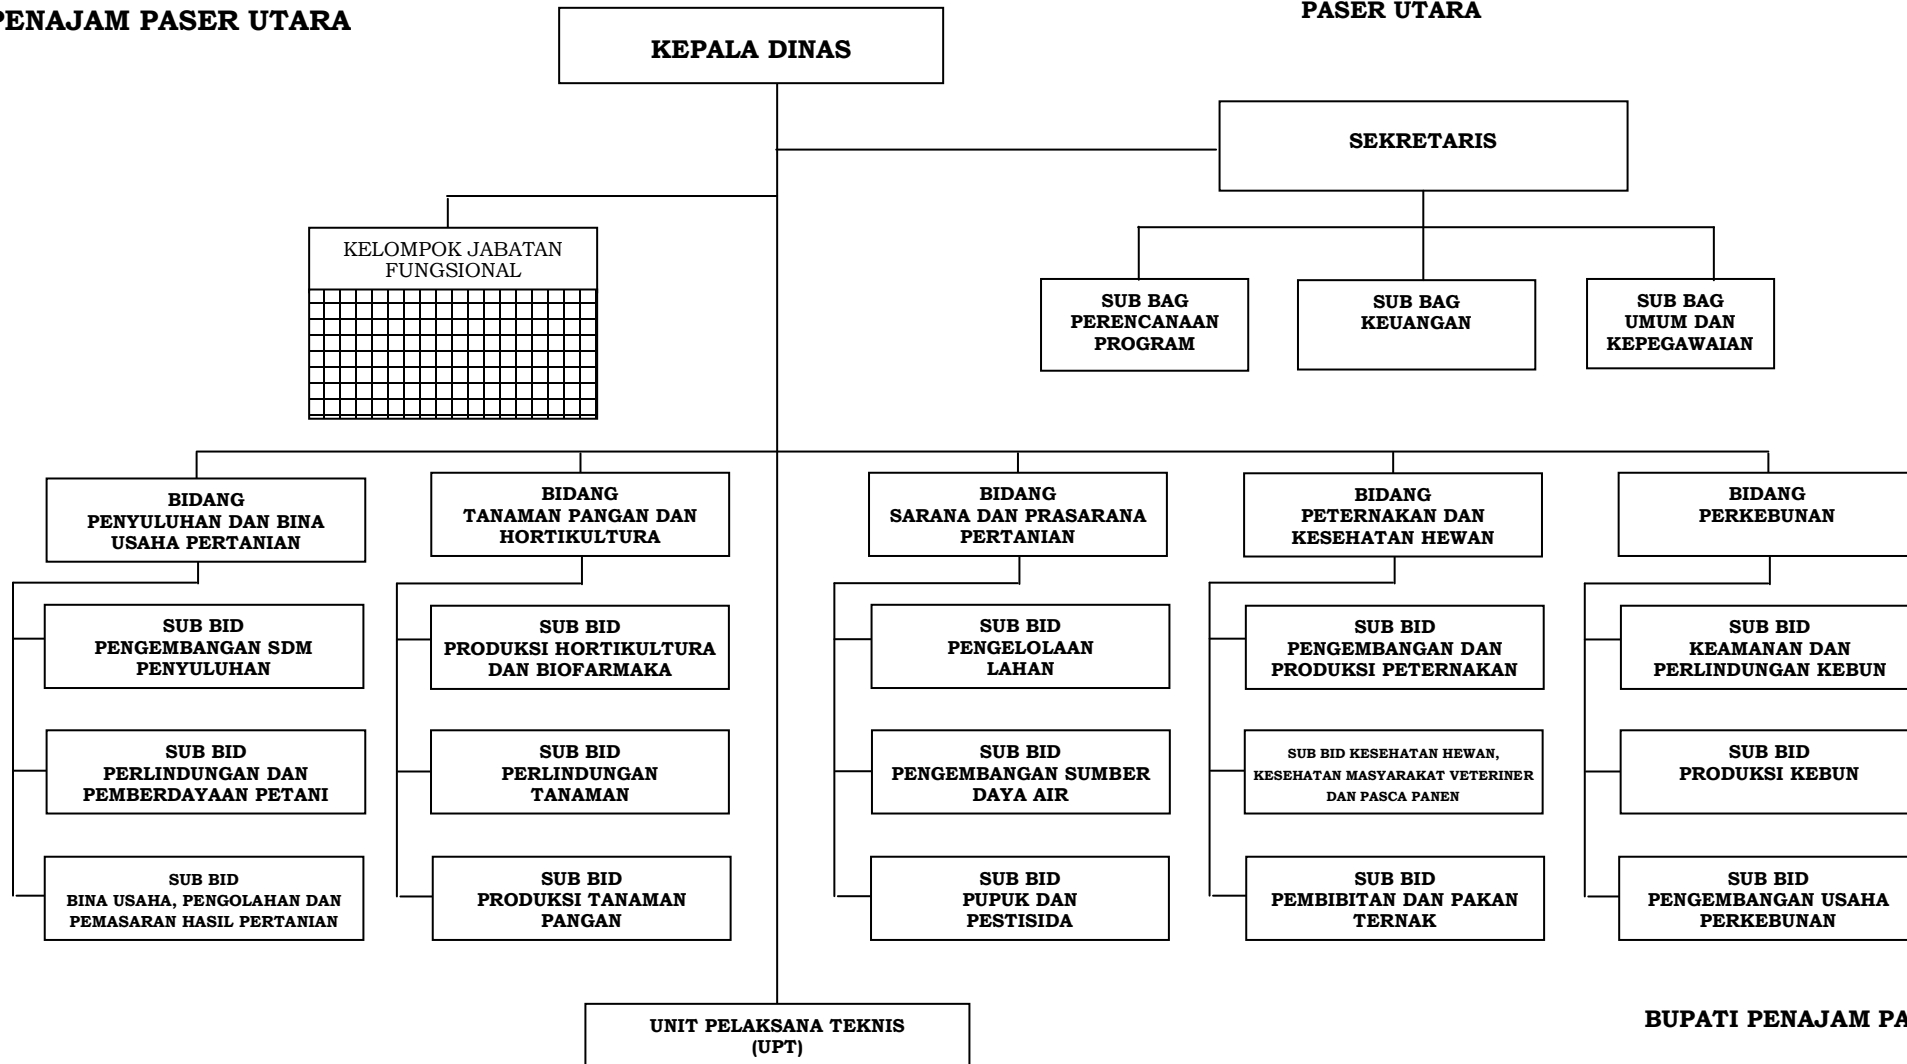 PENAJAM PASER UTARA
PASER UTARA
KEPALA DINAS
SEKRETARIS
KELOMPOK JABATAN
FUNGSIONAL
SUB BAG
PERENCANAAN
PROGRAM
SUB BAG
KEUANGAN
SUB BAG
UMUM DAN
KEPEGAWAIAN
BIDANG
PENYULUHAN DAN BINA
USAHA PERTANIAN
BIDANG
TANAMAN PANGAN DAN
HORTIKULTURA
BIDANG
SARANA DAN PRASARANA
PERTANIAN
BIDANG
PETERNAKAN DAN
KESEHATAN HEWAN
BIDANG
PERKEBUNAN
SUB BID
PENGEMBANGAN SDM
PENYULUHAN
SUB BID
PRODUKSI HORTIKULTURA
DAN BIOFARMAKA
SUB BID
PENGELOLAAN
LAHAN
SUB BID
PENGEMBANGAN DAN
PRODUKSI PETERNAKAN
SUB BID
KEAMANAN DAN
PERLINDUNGAN KEBUN
SUB BID
PERLINDUNGAN DAN
PEMBERDAYAAN PETANI
SUB BID
PERLINDUNGAN
TANAMAN
SUB BID
PENGEMBANGAN SUMBER
DAYA AIR
SUB BID KESEHATAN HEWAN,
KESEHATAN MASYARAKAT VETERINER
DAN PASCA PANEN
SUB BID
PRODUKSI KEBUN
SUB BID
BINA USAHA, PENGOLAHAN DAN
PEMASARAN HASIL PERTANIAN
SUB BID
PRODUKSI TANAMAN
PANGAN
SUB BID
PUPUK DAN
PESTISIDA
SUB BID
PEMBIBITAN DAN PAKAN
TERNAK
SUB BID
PENGEMBANGAN USAHA
PERKEBUNAN
UNIT PELAKSANA TEKNIS
(UPT)
BUPATI PENAJAM PA